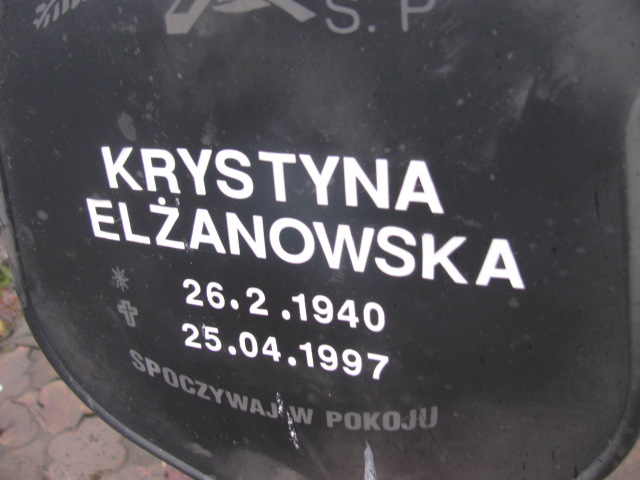 S. P
KRYSTYNA
ELŻANOWSKA
26.2.1940
25.04.1997
SPOCZYWAJ W POKOJU